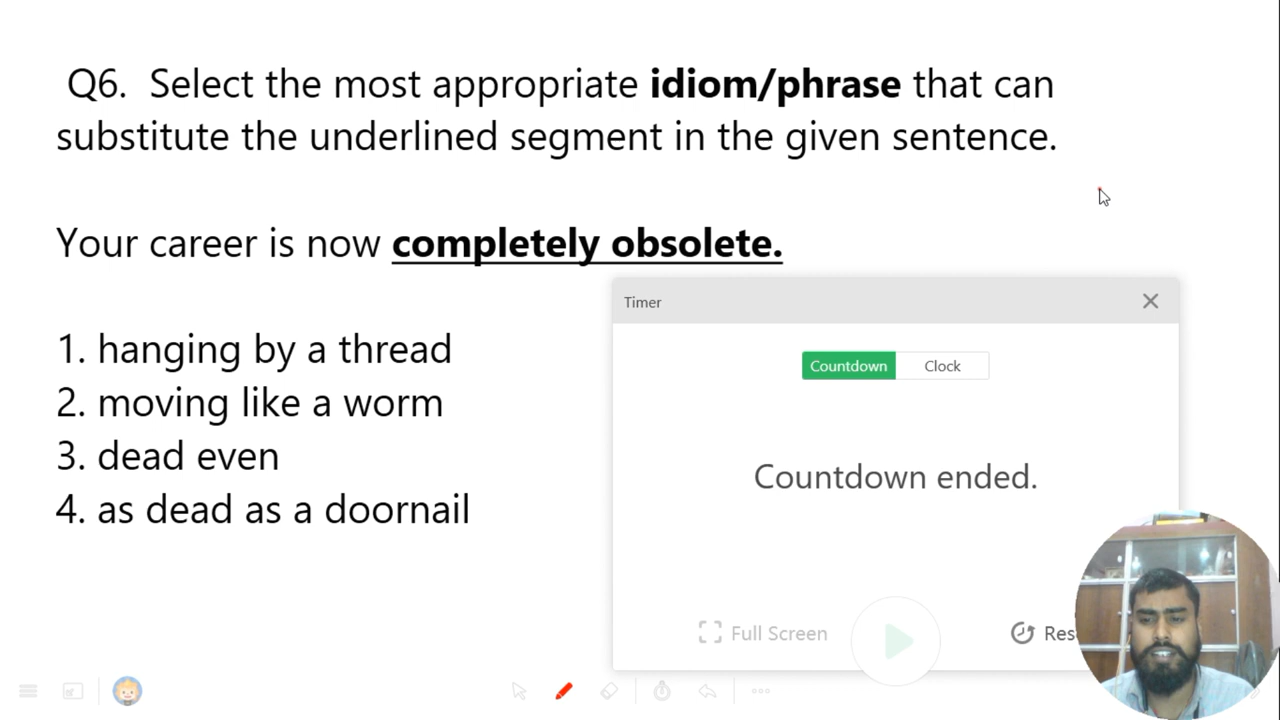 Q6. Select the most appropriate idiom/phrase that can
substitute the underlined segment in the given sentence.
Your career is now completely obsolete.
1. hanging by a thread
2. moving like a worm
3. dead even
4. as dead as a doornail
Timer
Countdown Clock
Countdown ended.
Full Screen